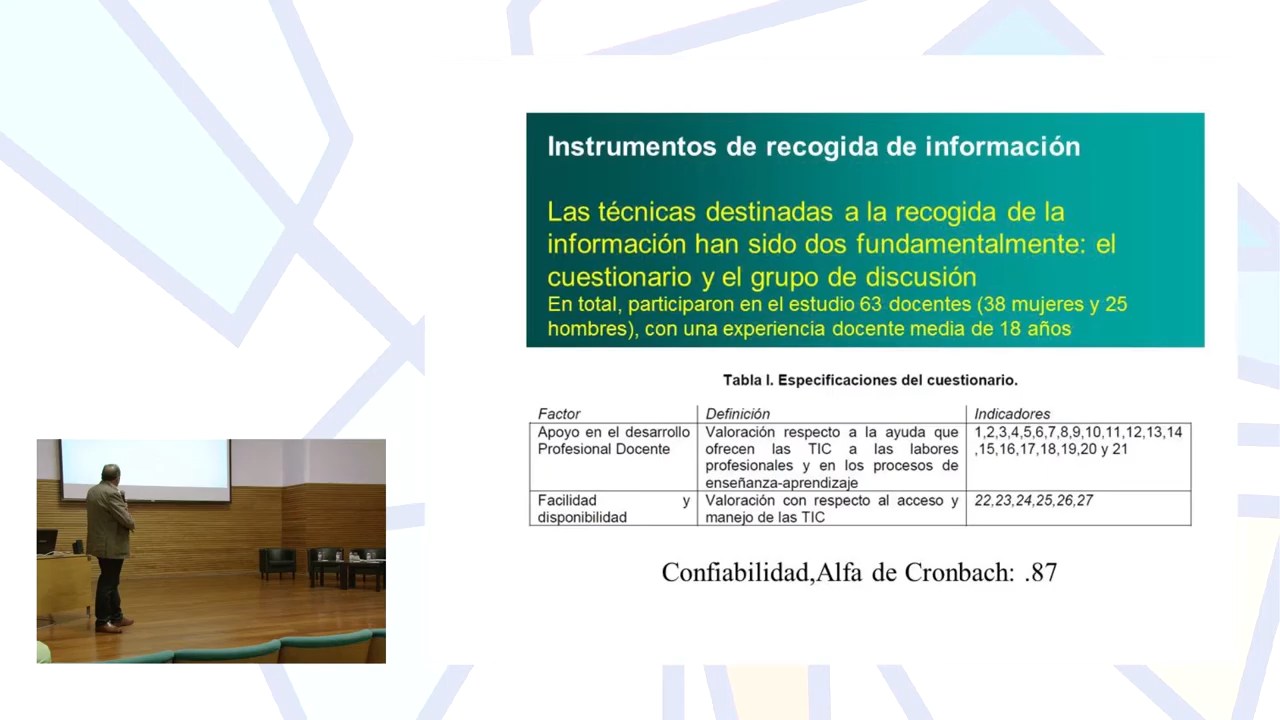 Instrumentos de recogida de información
Las técnicas destinadas a la recogida de la
información han sido dos fundamentalmente: el
cuestionario y el grupo de discusión
En total, participaron en el estudio 63 docentes (38 mujeres y 25
hombres), con una experiencia docente media de 18 años
Tabla I. Especificaciones del cuestionario.
Factor Definición Indicadores
Apoyo en el desarrollo
Profesional Docente
Valoración respecto a la ayuda que
ofrecen las TIC a las labores
profesionales y en los procesos de
enseñanza-aprendizaje
1,2,3,4,5,6,7,8,9,10,11,12,13,14
,15,16,17,18,19,20 y 21
Facilidad y
disponibilidad
Valoración con respecto al acceso y
manejo de las TIC
22,23,24,25,26,27
Confiabilidad,Alfa de Cronbach: .87